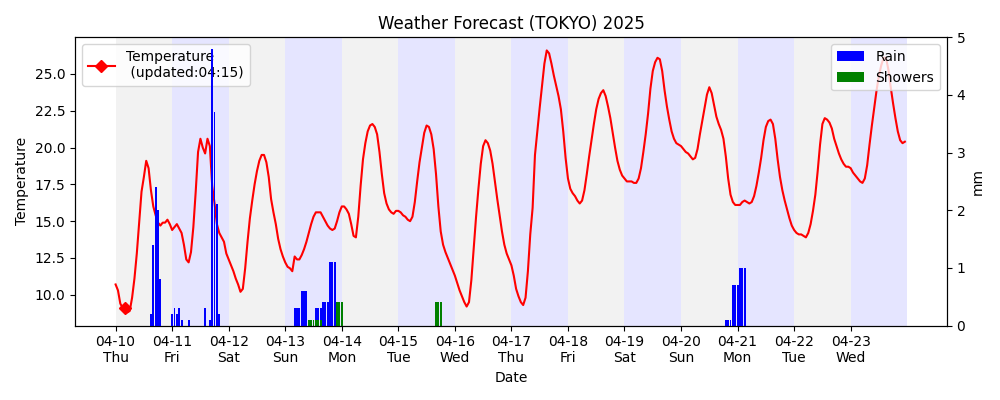 Weather Forecast (TOKYO) 2025
Temperature
(updated:04:15)
Rain
Showers
Temperature
25.0
22.5
20.0
17.5
15.0
12.5
10.0
5
4
3
2
1
0
mm
04-10 04-11 04-12 04-13 04-14 04-15 04-16 04-17 04-18 04-19 04-20 04-21 04-22 04-23
Thu Fri Sat Sun Mon Tue Wed Thu Fri Sat Sun Mon Tue Wed
Date